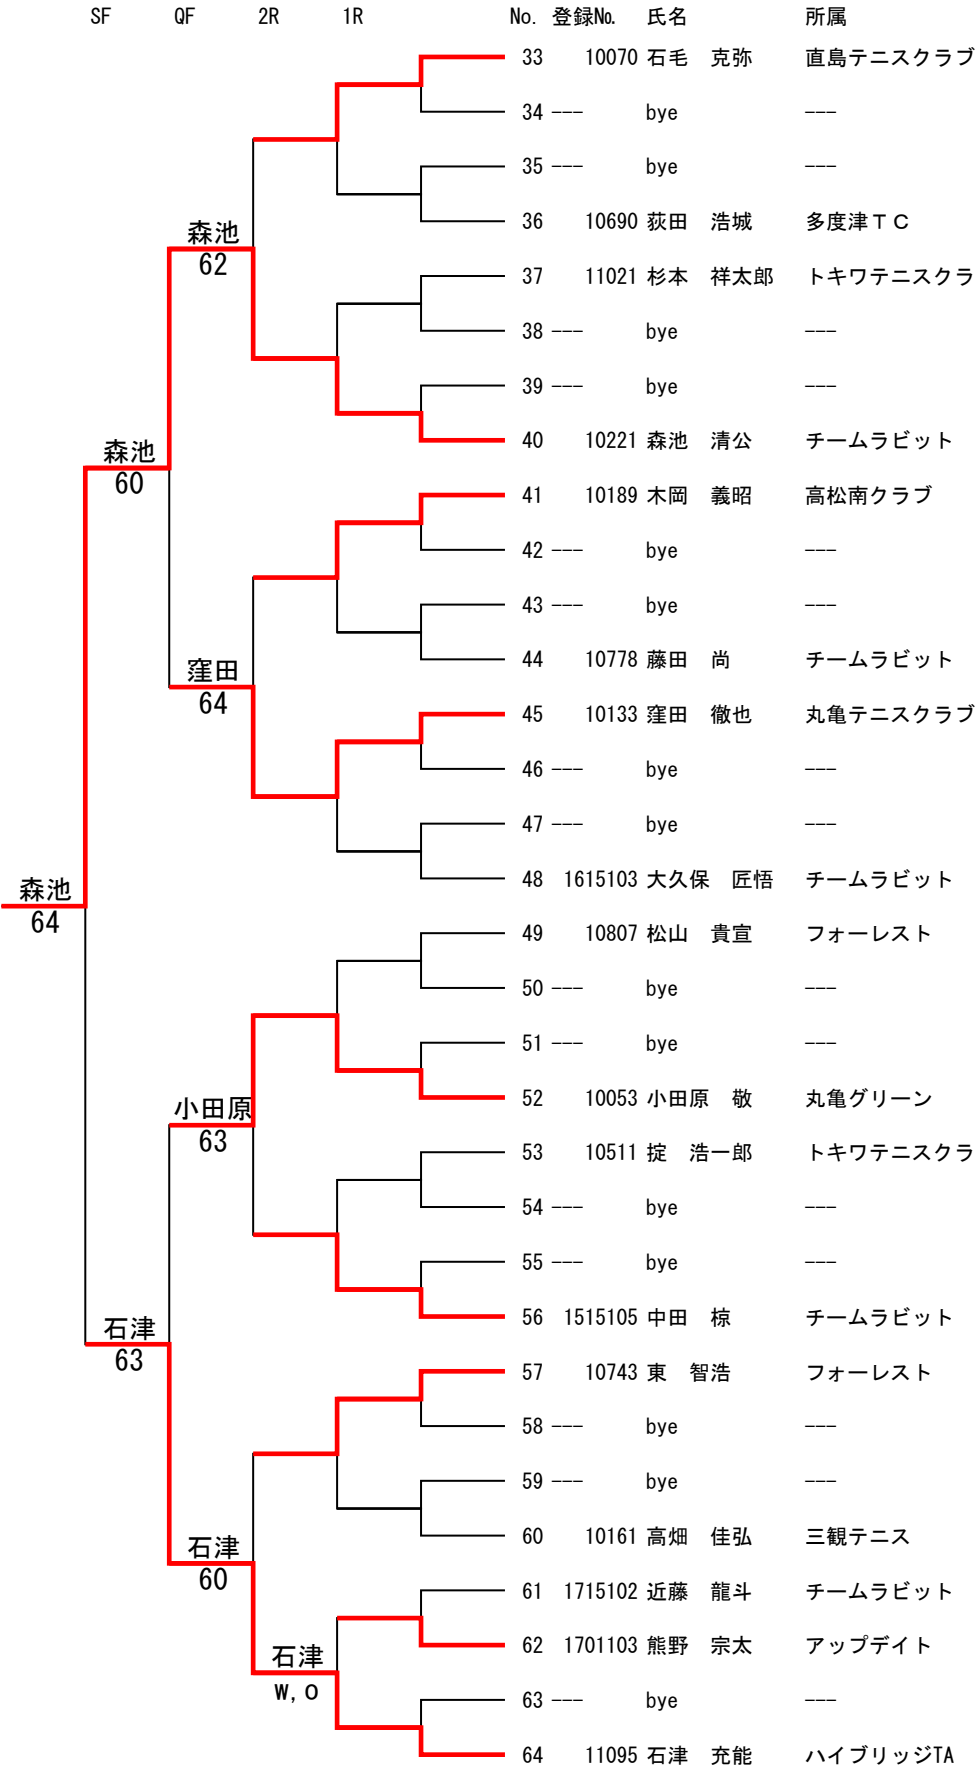 SF QF 2R 1R No. 登録No. 氏名 所属
33 10070 石毛 克弥 直島テニスクラブ
34 --- bye ---
35 --- bye ---
36 10690 荻田 浩城 多度津TC
森池
62
37 11021 杉本 祥太郎 トキワテニスクラ
38 --- bye ---
39 --- bye ---
40 10221 森池 清公 チームラビット
森池
60
41 10189 木岡 義昭 高松南クラブ
42 --- bye ---
43 --- bye ---
44 10778 藤田 尚 チームラビット
窪田
64
45 10133 窪田 徹也 丸亀テニスクラブ
46 --- bye ---
47 --- bye ---
48 1615103 大久保 匠悟 チームラビット
森池
64
49 10807 松山 貴宣 フォーレスト
50 --- bye ---
51 --- bye ---
52 10053 小田原 敬 丸亀グリーン
小田原
63
53 10511 掟 浩一郎 トキワテニスクラ
54 --- bye ---
55 --- bye ---
56 1515105 中田 椋 チームラビット
石津
63
57 10743 東 智浩 フォーレスト
58 --- bye ---
59 --- bye ---
60 10161 高畑 佳弘 三観テニス
石津
60
61 1715102 近藤 龍斗 チームラビット
62 1701103 熊野 宗太 アップデイト
石津
W,O
63 --- bye ---
64 11095 石津 充能 ハイブリッジTA